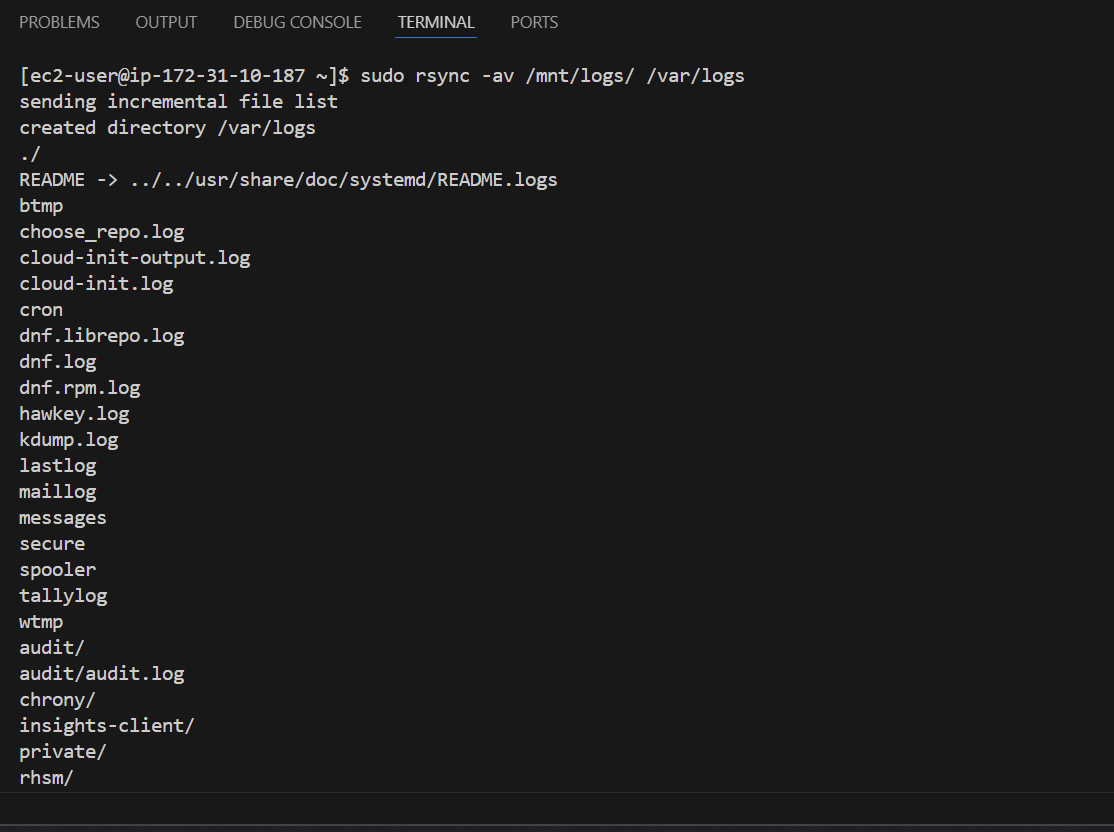 PROBLEMS OUTPUT DEBUG CONSOLE TERMINAL PORTS
[ec2-user@ip-172-31-10-187 ~]$ sudo rsync -av /mnt/logs/ /var/logs
sending incremental file list
created directory /var/logs
./
README -> ../../usr/share/doc/systemd/README.logs
btmp
choose_repo.log
cloud-init-output.log
cloud-init.log
cron
dnf.librepo.log
dnf.log
dnf.rpm.log
hawkey.log
kdump.log
lastlog
maillog
messages
secure
spooler
tallylog
wtmp
audit/
audit/audit.log
chrony/
insights-client/
private/
rhsm/